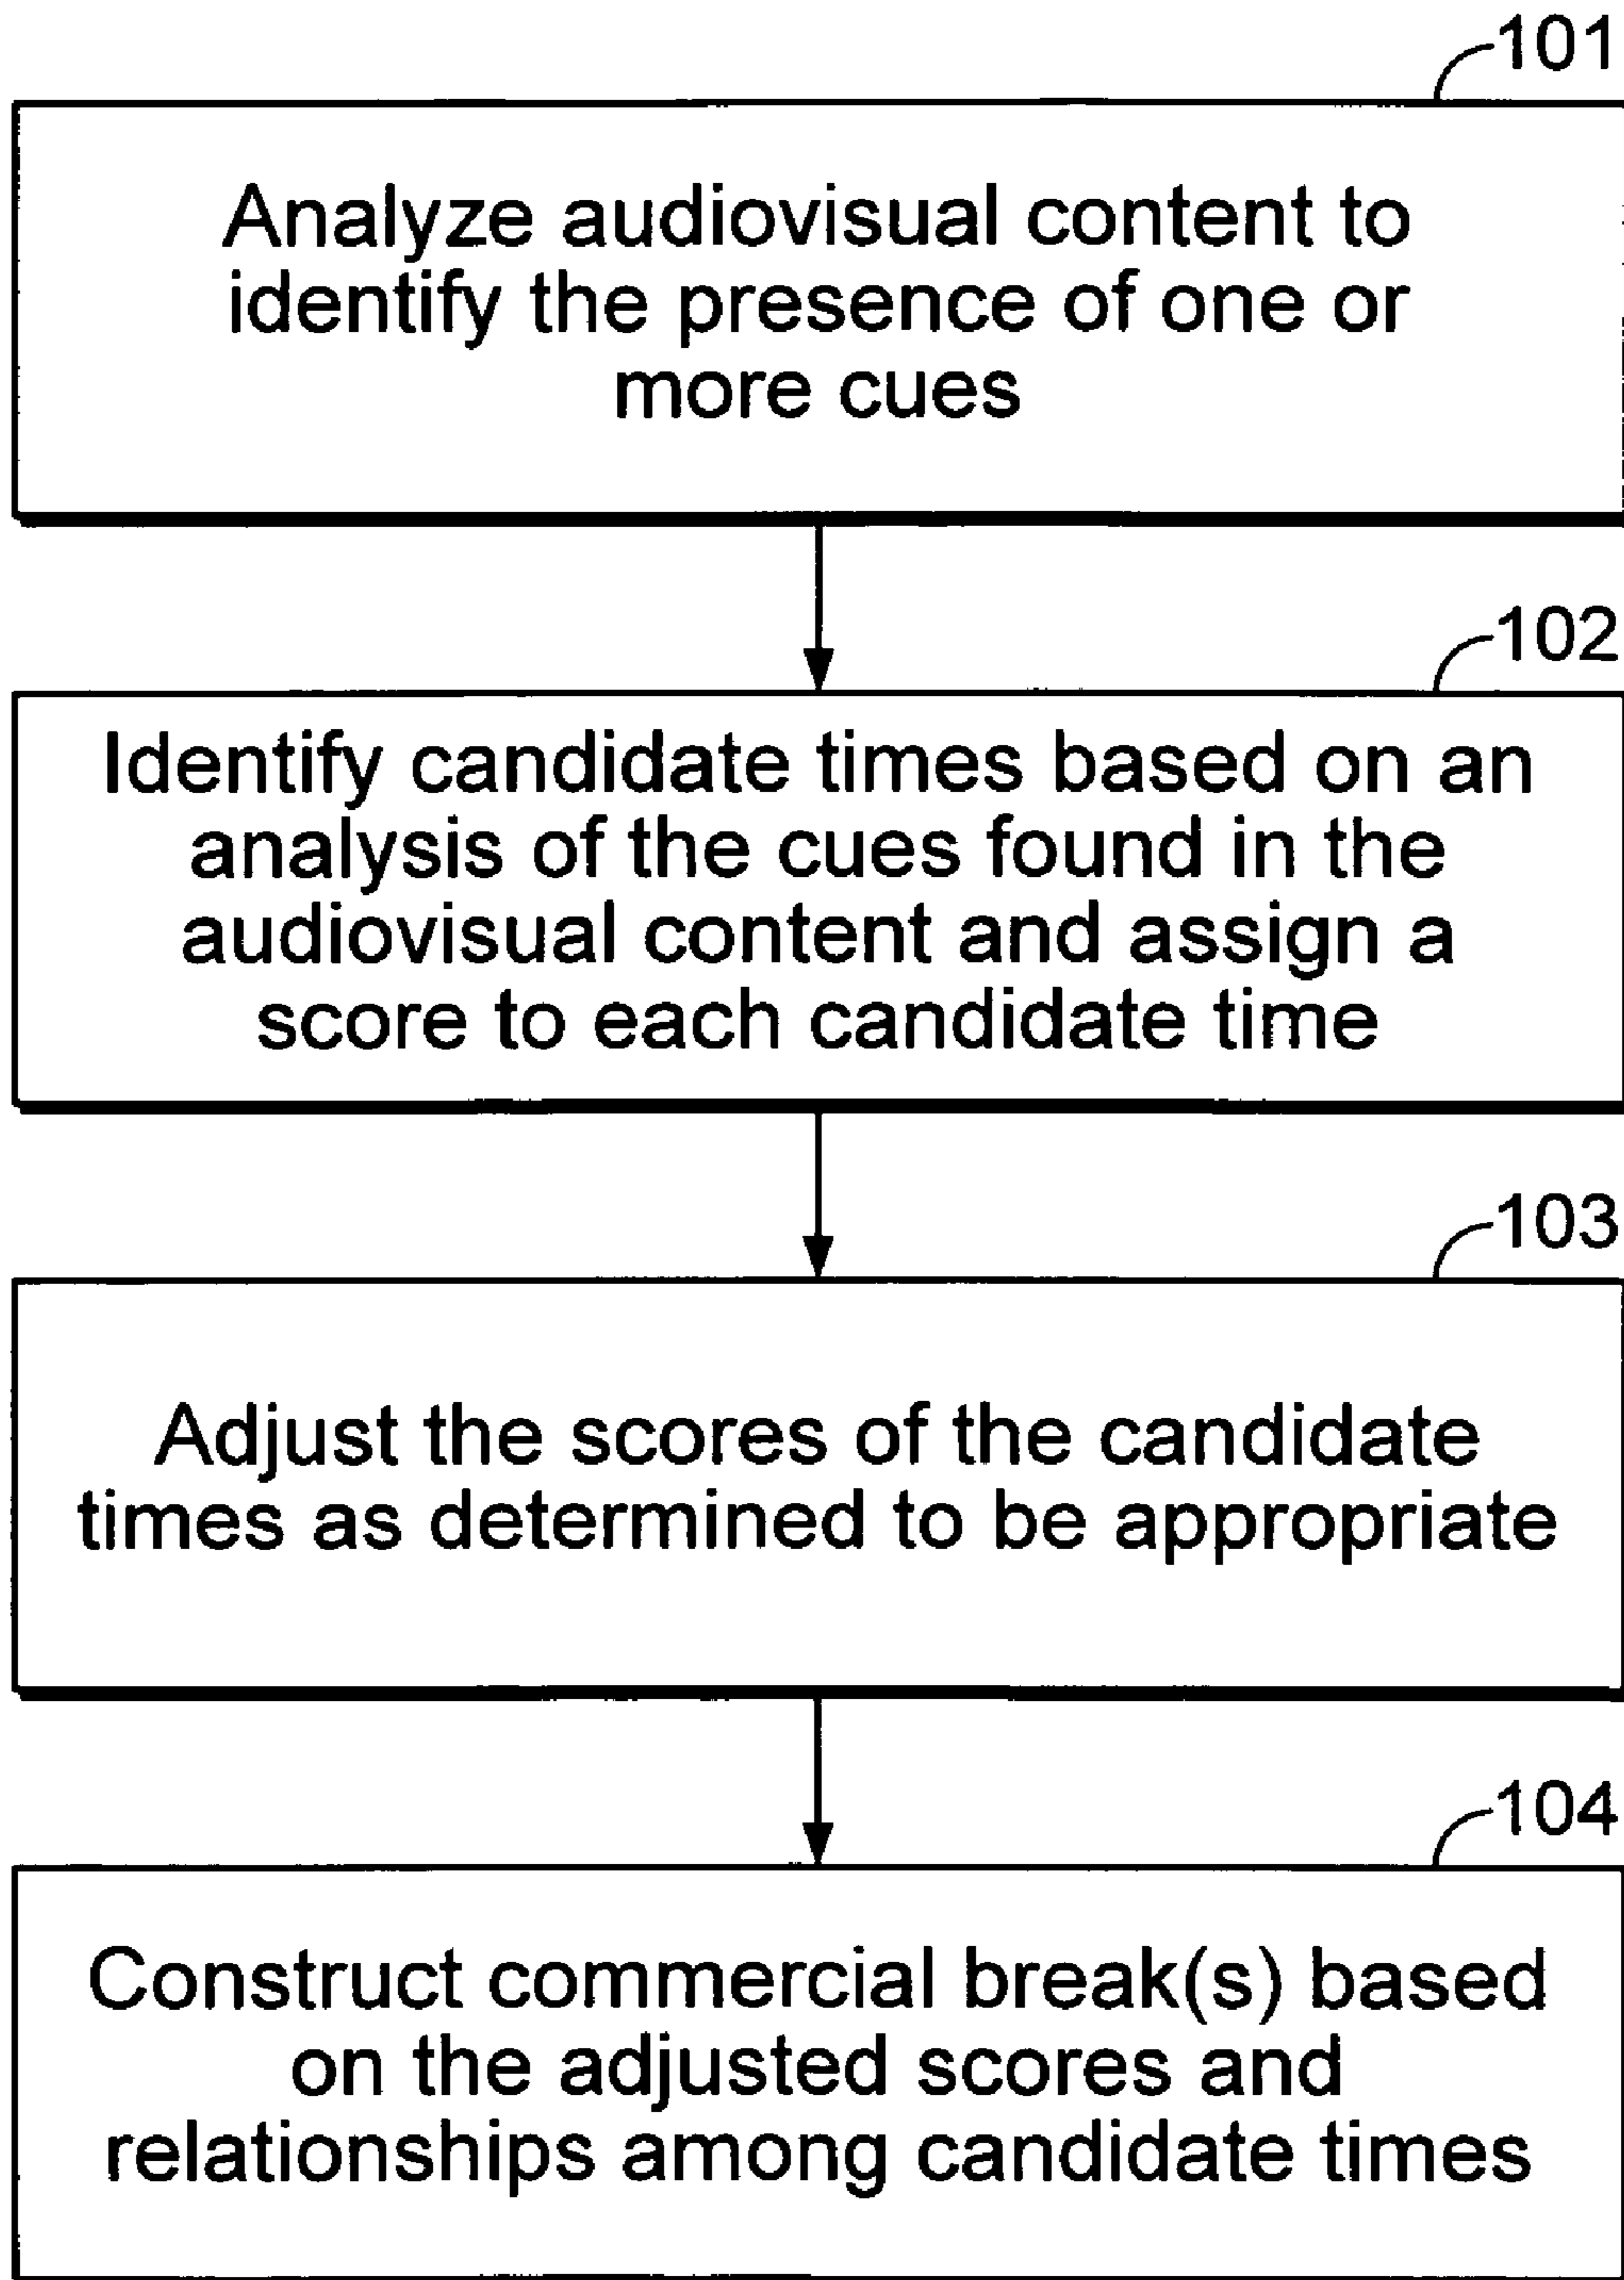 101
Analyze audiovisual content to
identify the presence of one or
more cues
102
Identify candidate times based on an
analysis of the cues found in the
audiovisual content and assign a
score to each candidate time
103
Adjust the scores of the candidate
times as determined to be appropriate
104
Construct commercial break(s) based
on the adjusted scores and
relationships among candidate times